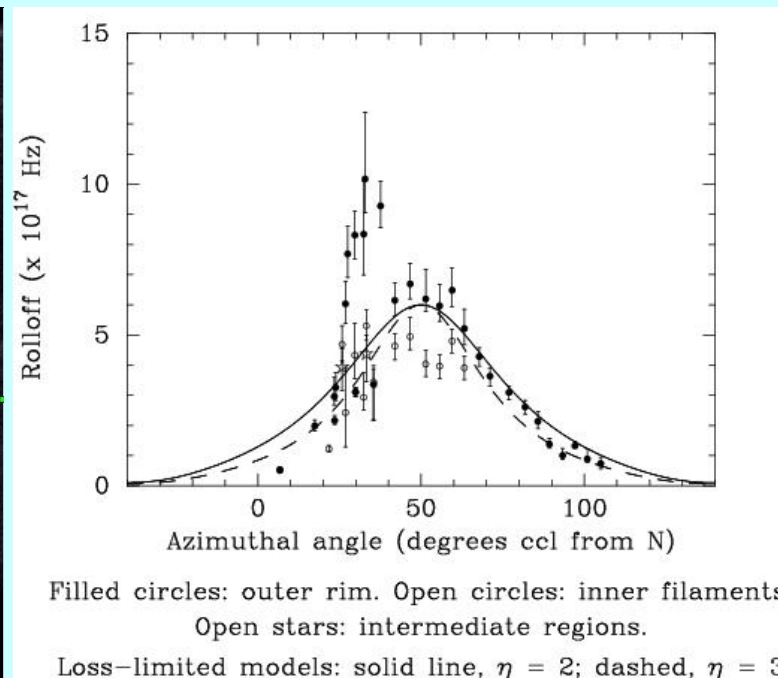 15
10
5
0
Rolloff (x 10^17 Hz)
0 50 100
Azimuthal angle (degrees ccl from N)
Filled circles: outer rim. Open circles: inner filaments
Open stars: intermediate regions.
Loss-limited models: solid line, η = 2; dashed, η = 3